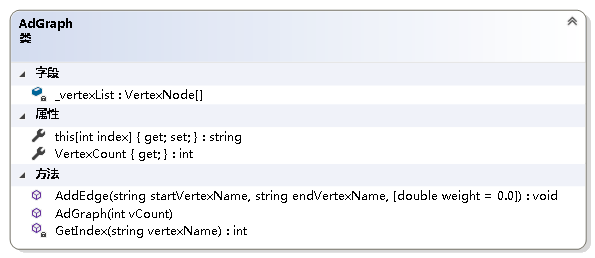 AdGraph
类
字段
_vertexList : VertexNode[]
属性
this[int index] { get; set; } : string
VertexCount { get; } : int
方法
AddEdge(string startVertexName, string endVertexName, [double weight = 0.0]) : void
AdGraph(int vCount)
GetIndex(string vertexName) : int